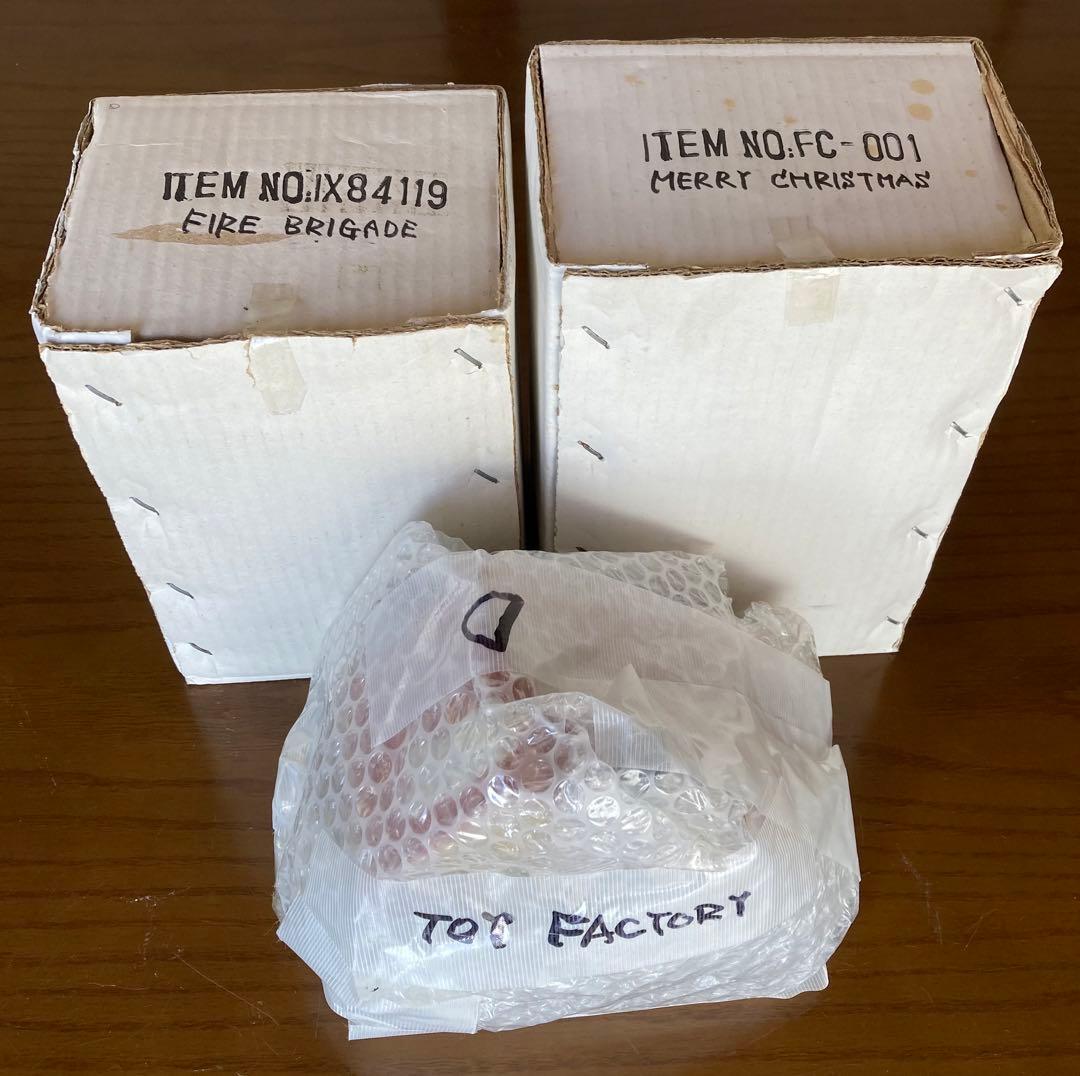 ITEM NO.:IX84119
FIRE BRIGADE
ITEM NO.:FC-001
MERRY CHRISTMAS
D
TOY FACTORY